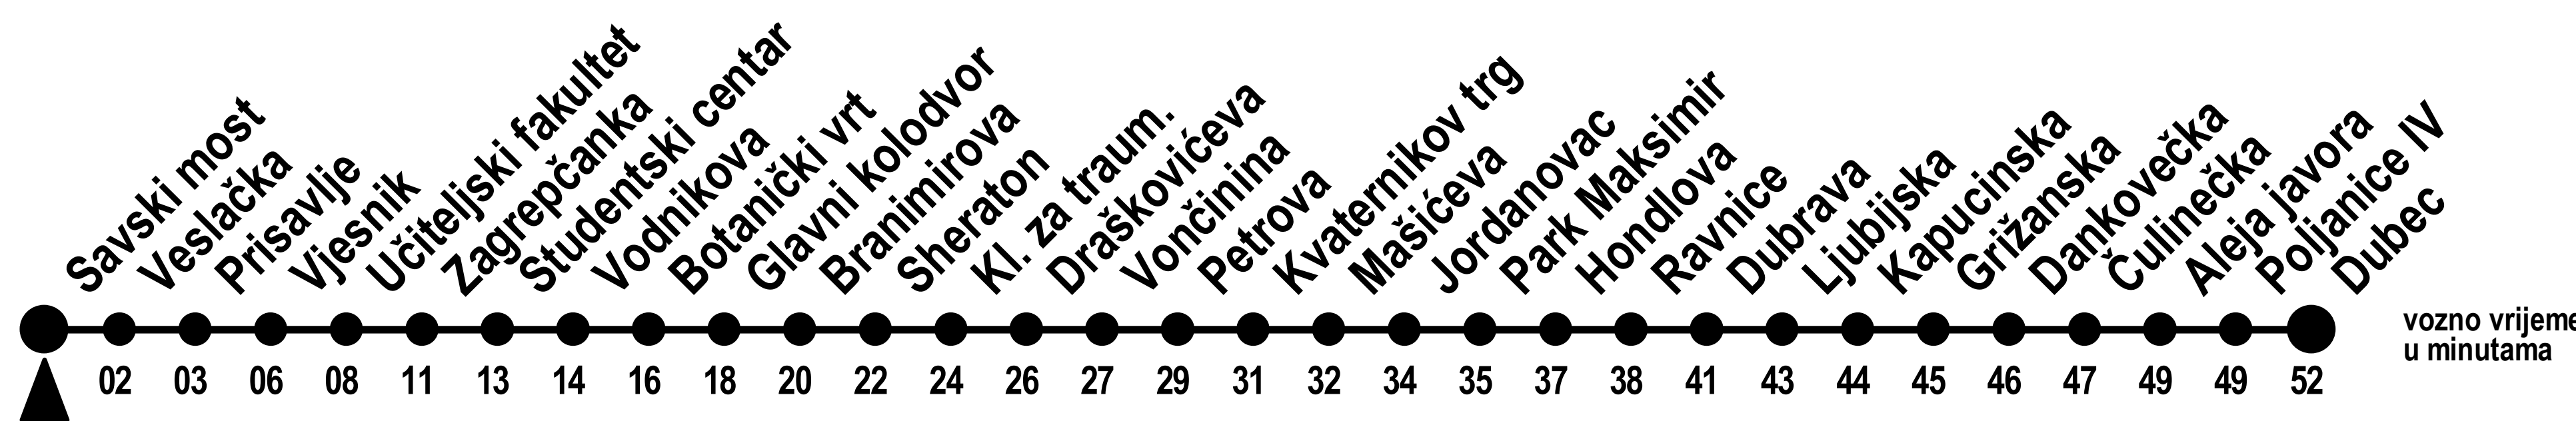 Savski most
Veslačka
Prisavlje
Vjesnik
Učiteljski fakultet
Zagrepčanka
Studentski centar
Vodnikova
Botanički vrt
Glavni kolodvor
Branimirova
Sheraton
Kl. za traum.
Draškovićeva
Vončinina
Petrova
Kvaternikov trg
Mašićeva
Jordanovac
Park Maksimir
Hondlova
Ravnice
Dubrava
Ljubijska
Kapucinska
Grižanska
Dankovečka
Čulinečka
Aleja javora
Poljanice IV
Dubec
vozno vrijeme
u minutama
02 03 06 08 11 13 14 16 18 20 22 24 26 27 29 31 32 34 35 37 38 41 43 44 45 46 47 49 49 52